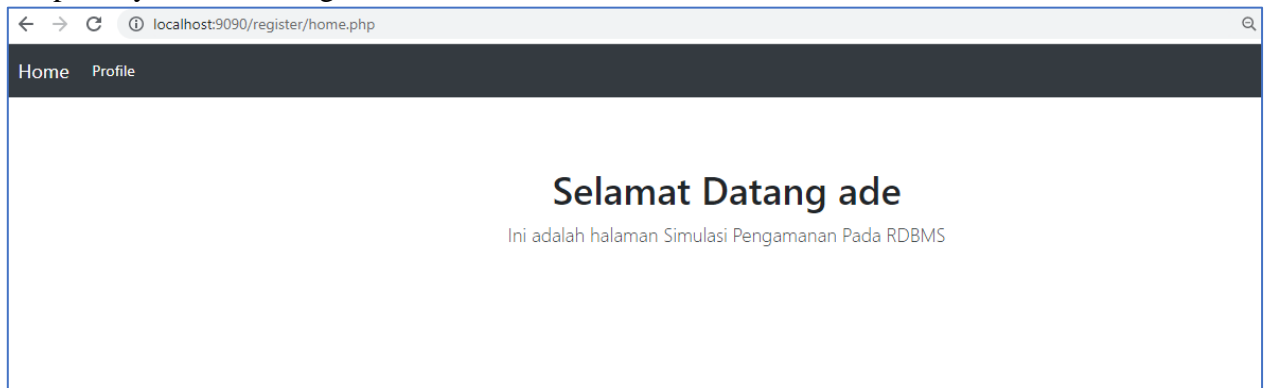 localhost:9090/register/home.php
Home Profile
Selamat Datang ade
Ini adalah halaman Simulasi Pengamanan Pada RDBMS